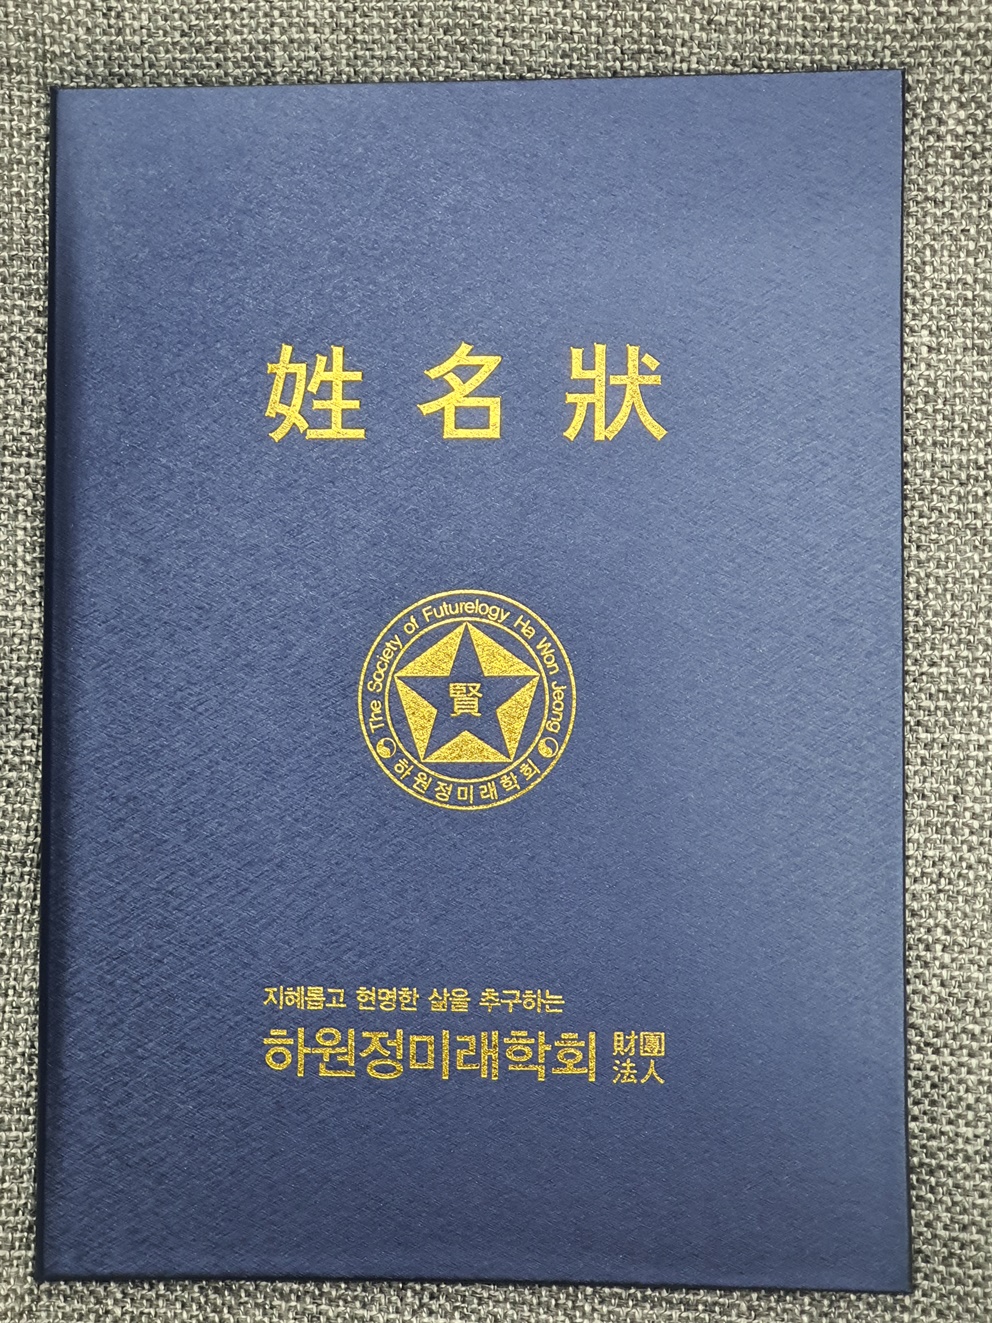 姓名狀
The Society of Futurelogy Ha Won Jeong
賢
하원정미래학회
지혜롭고 현명한 삶을 추구하는
하원정미래학회 財團
法人